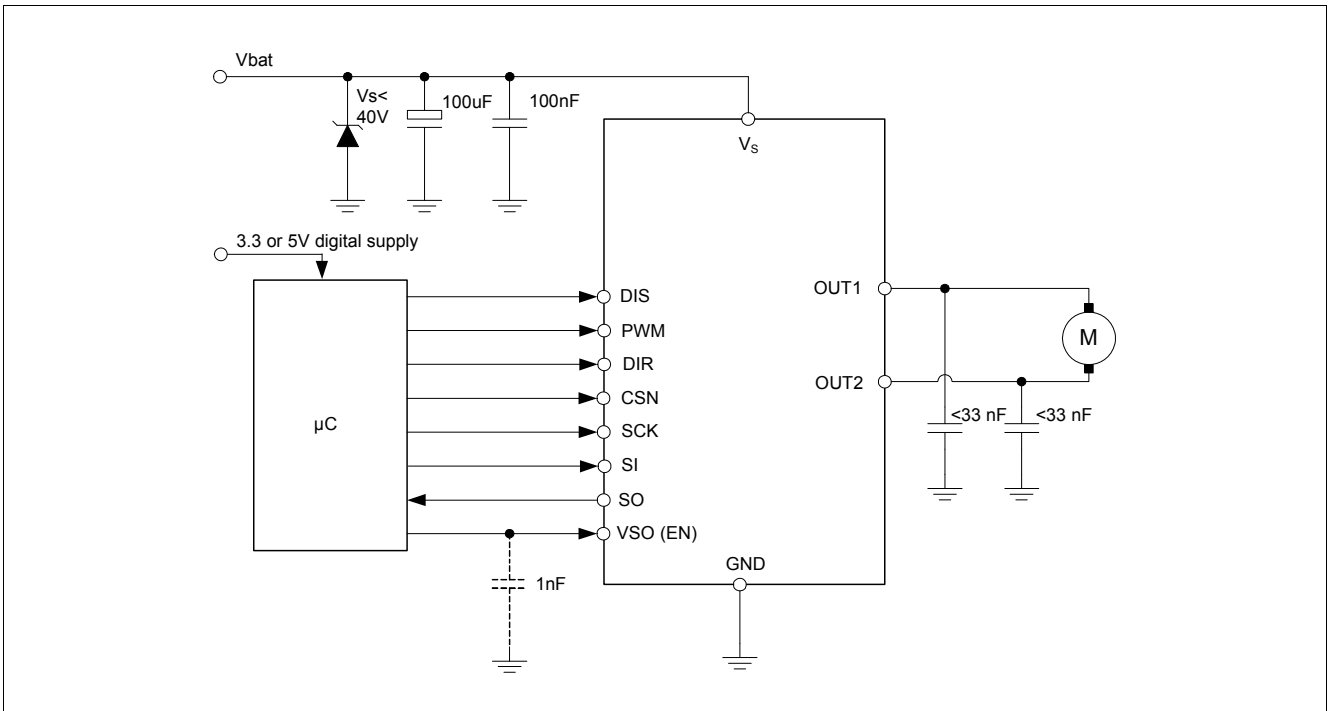 Vbat
Vs<
40V
100uF
100nF
VS
3.3 or 5V digital supply
µC
DIS
PWM
DIR
CSN
SCK
SI
SO
VSO (EN)
1nF
GND
OUT1
OUT2
M
<33 nF
<33 nF